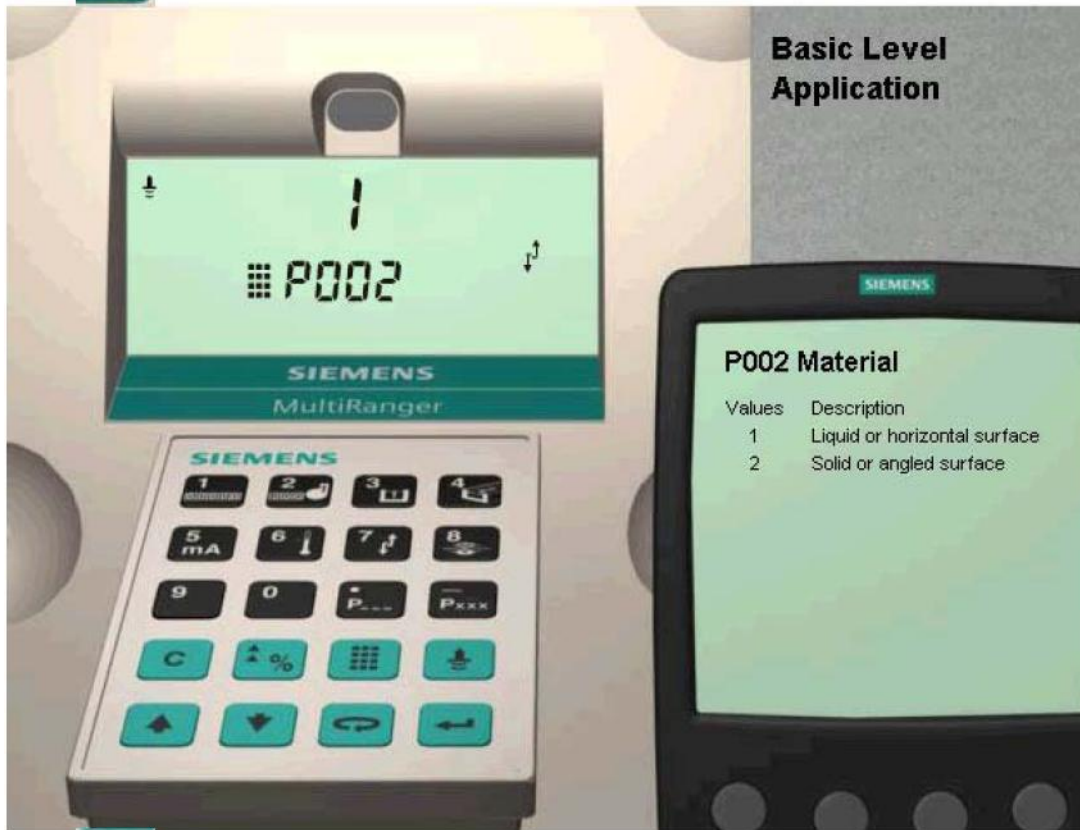 Basic Level
Application
1
P002
SIEMENS
MultiRanger
SIEMENS
1
2
3
4
5
mA
6
7
8
9
0
P---
Pxxx
C
%
SIEMENS
P002 Material
Values Description
1 Liquid or horizontal surface
2 Solid or angled surface